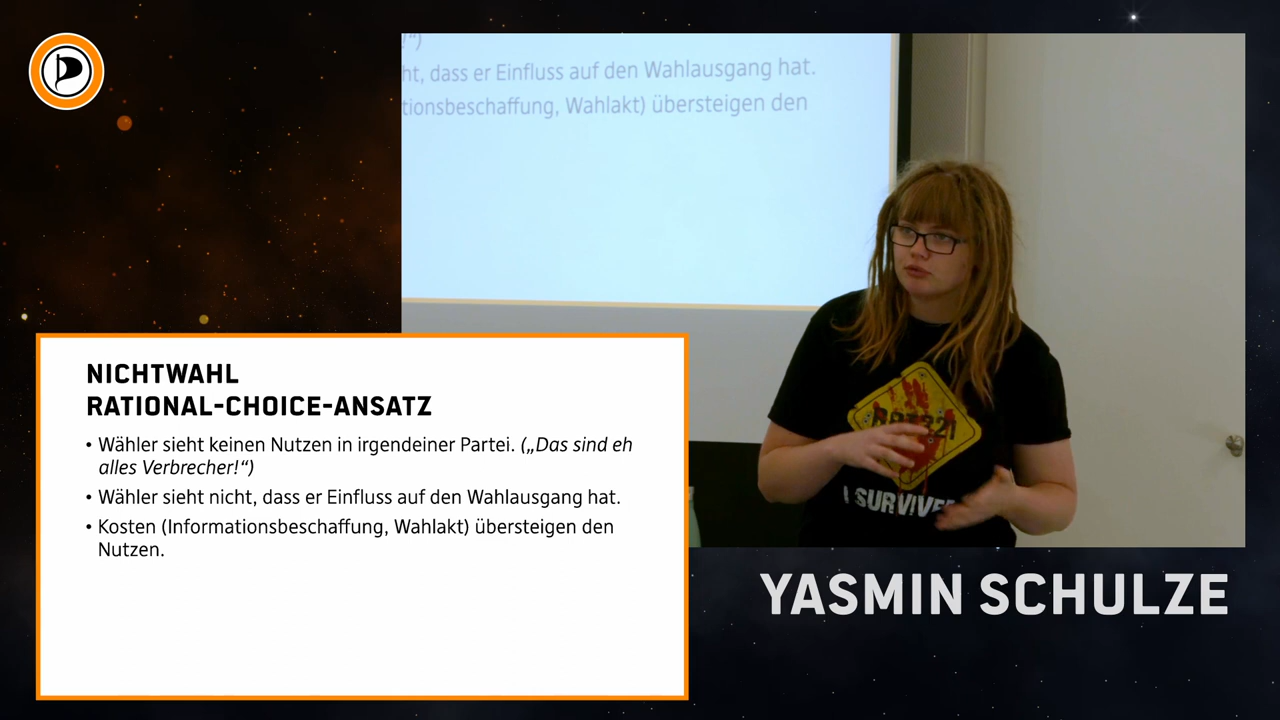 !“)
ht, dass er Einfluss auf den Wahlausgang hat.
tionsbeschaffung, Wahlakt) übersteigen den
NICHTWAHL
RATIONAL-CHOICE-ANSATZ
• Wähler sieht keinen Nutzen in irgendeiner Partei. („Das sind eh
alles Verbrecher!“)
• Wähler sieht nicht, dass er Einfluss auf den Wahlausgang hat.
• Kosten (Informationsbeschaffung, Wahlakt) übersteigen den
Nutzen.
I SURVIVE
YASMIN SCHULZE